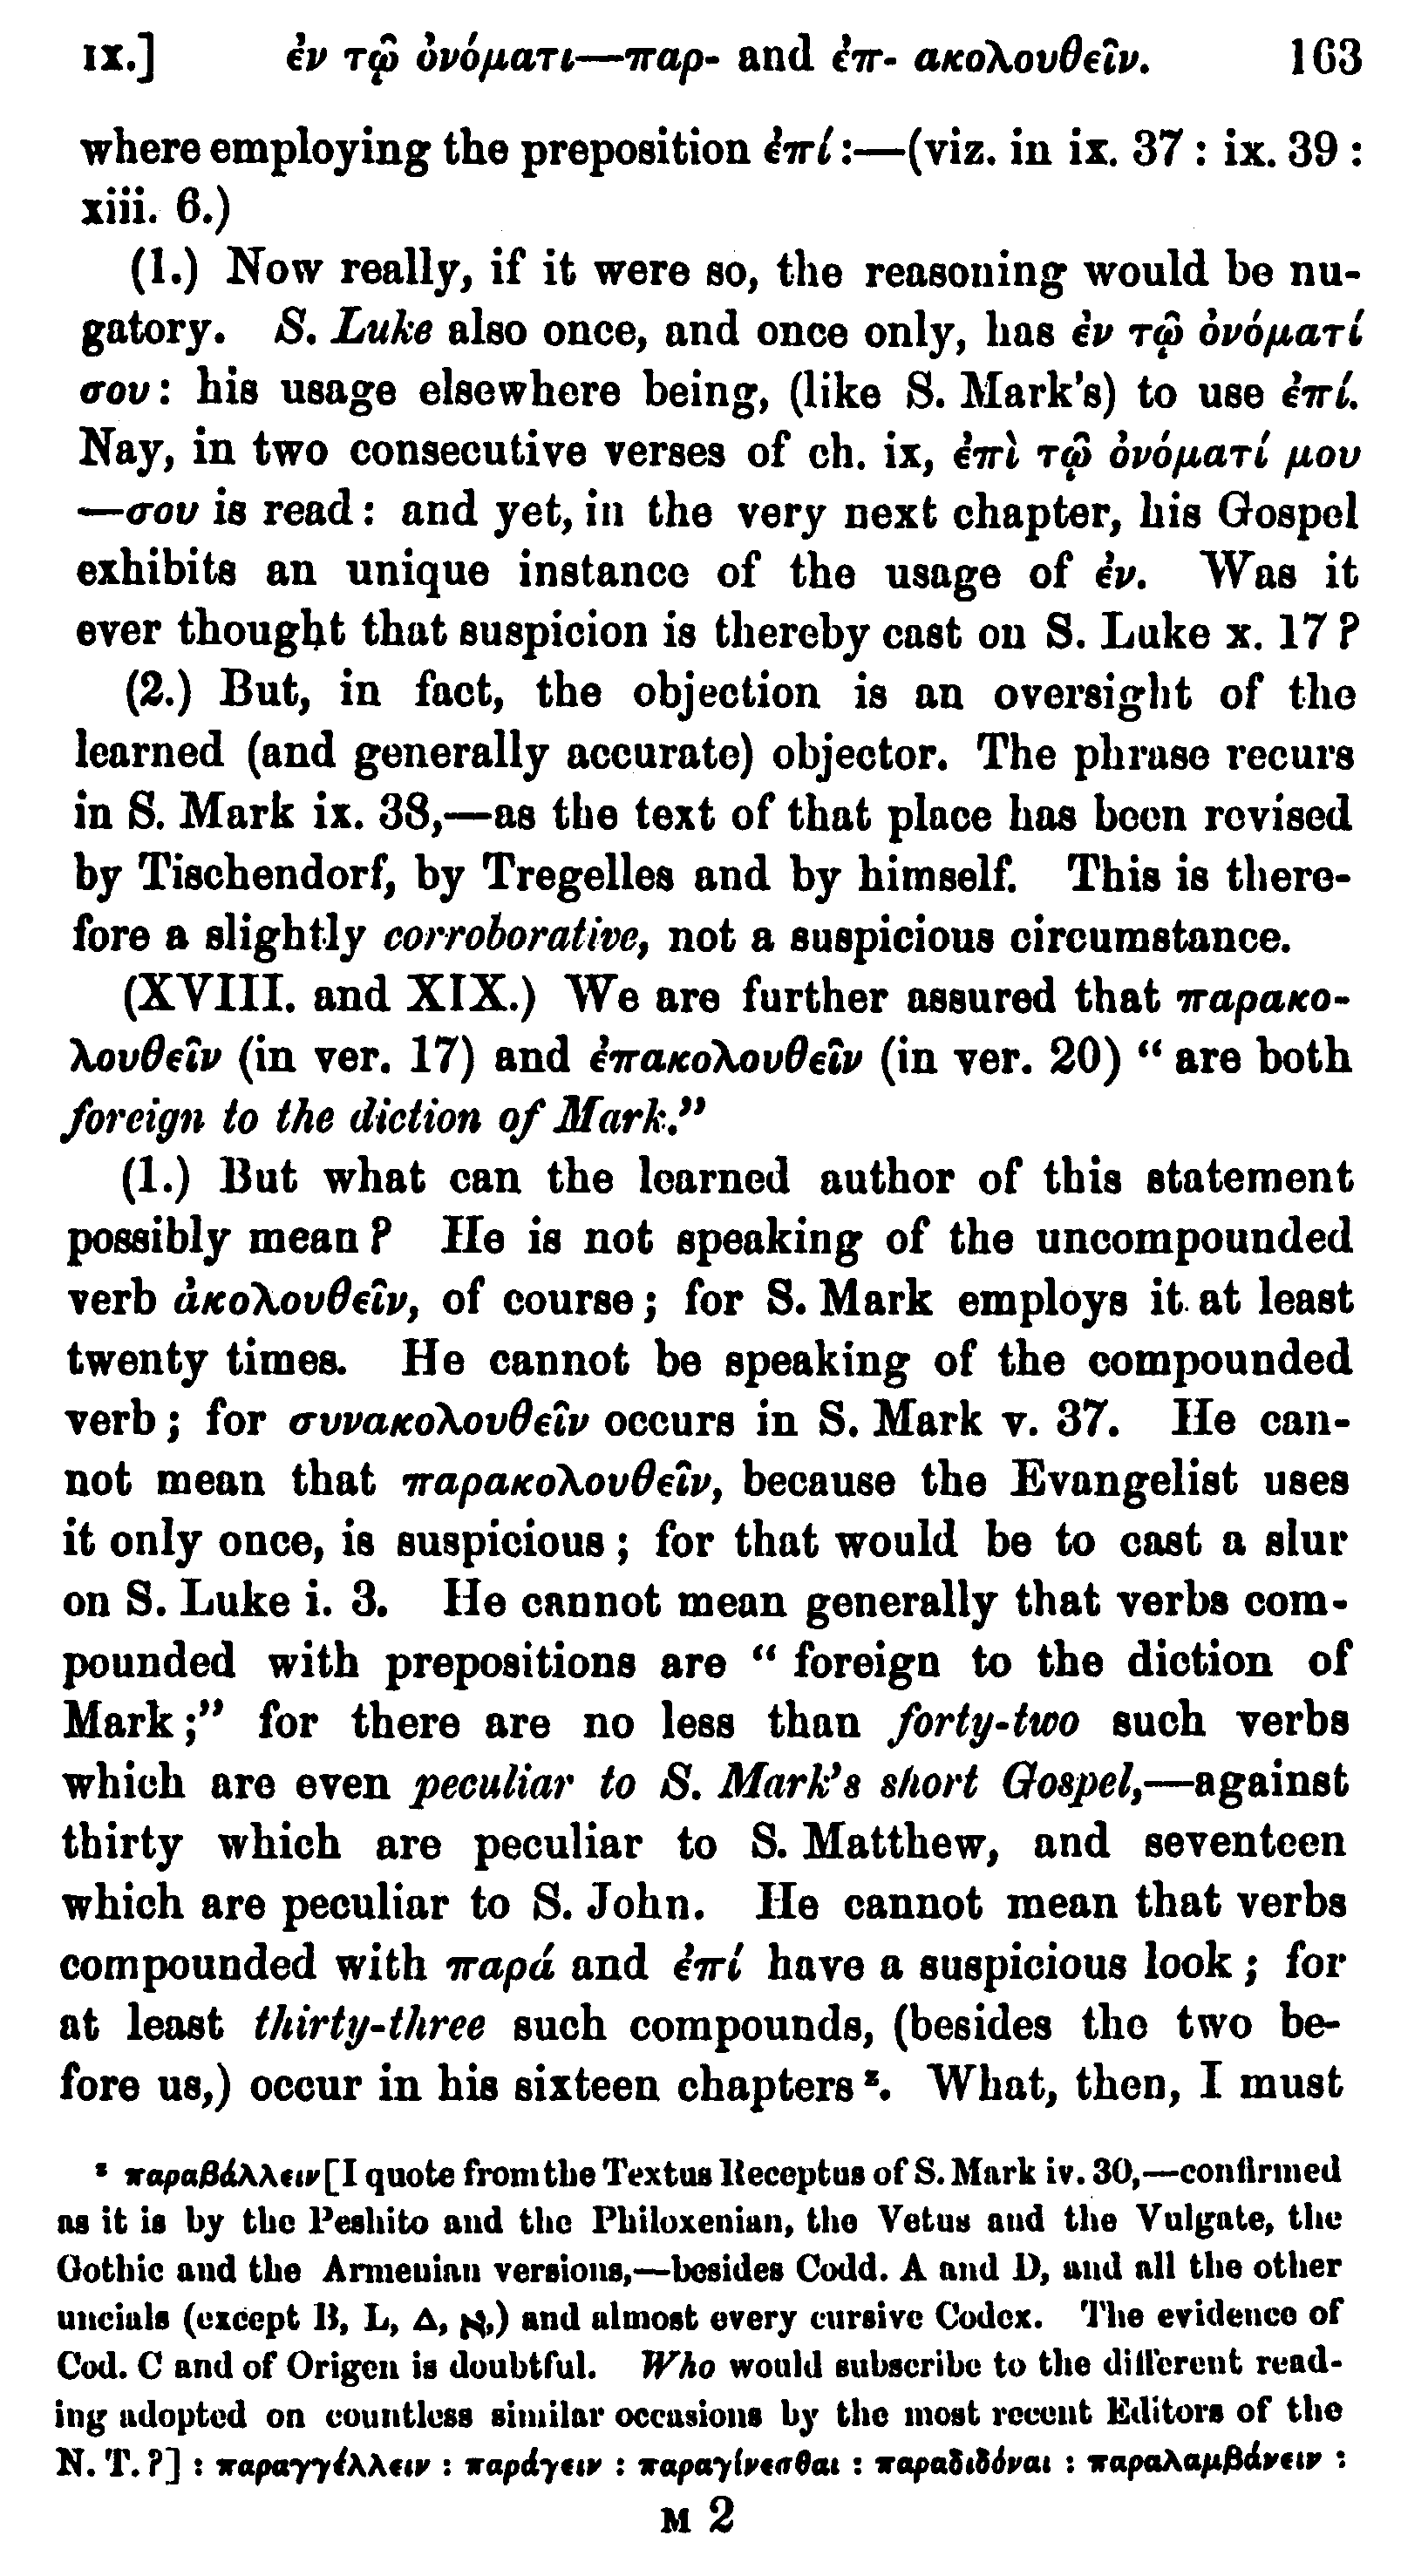 IX.] ἐν τῷ ὀνόματι—παρ- and ἐπ- ακολουθεῖν. 163
where employing the preposition ἐπί:—(viz. in ix. 37 : ix. 39 :
xiii. 6.)
(1.) Now really, if it were so, the reasoning would be nu-
gatory. S. Luke also once, and once only, has ἐν τῷ ὀνόματί
σου: his usage elsewhere being, (like S. Mark's) to use ἐπί.
Nay, in two consecutive verses of ch. ix, ἐπὶ τῷ ὀνόματί μου
—σου is read: and yet, in the very next chapter, his Gospel
exhibits an unique instance of the usage of ἐν. Was it
ever thought that suspicion is thereby cast on S. Luke x. 17 ?
(2.) But, in fact, the objection is an oversight of the
learned (and generally accurate) objector. The phrase recurs
in S. Mark ix. 38,—as the text of that place has been revised
by Tischendorf, by Tregelles and by himself. This is there-
fore a slightly corroborative, not a suspicious circumstance.
(XVIII. and XIX.) We are further assured that παρακο-
λουθεῖν (in ver. 17) and ἐπακολουθεῖν (in ver. 20) “ are both
foreign to the diction of Mark.”
(1.) But what can the learned author of this statement
possibly mean ? He is not speaking of the uncompounded
verb ἀκολουθεῖν, of course ; for S. Mark employs it at least
twenty times. He cannot be speaking of the compounded
verb ; for συνακολουθεῖν occurs in S. Mark v. 37. He can-
not mean that παρακολουθεῖν, because the Evangelist uses
it only once, is suspicious ; for that would be to cast a slur
on S. Luke i. 3. He cannot mean generally that verbs com-
pounded with prepositions are “ foreign to the diction of
Mark ;” for there are no less than forty-two such verbs
which are even peculiar to S. Mark's short Gospel,—against
thirty which are peculiar to S. Matthew, and seventeen
which are peculiar to S. John. He cannot mean that verbs
compounded with παρά and ἐπί have a suspicious look ; for
at least thirty-three such compounds, (besides the two be-
fore us,) occur in his sixteen chapters z. What, then, I must
z παραβάλλειν [I quote from the Textus Receptus of S. Mark iv. 30,—confirmed
as it is by the Peshito and the Philoxenian, the Vetus and the Vulgate, the
Gothic and the Armenian versions,—besides Codd. A and D, and all the other
uncials (except B, L, Δ, א,) and almost every cursive Codex. The evidence of
Cod. C and of Origen is doubtful. Who would subscribe to the different read-
ing adopted on countless similar occasions by the most recent Editors of the
N. T. ?] : παραγγέλλειν : παράγειν : παραγίνεσθαι : παραδιδόναι : παραλαμβάνειν :
M 2